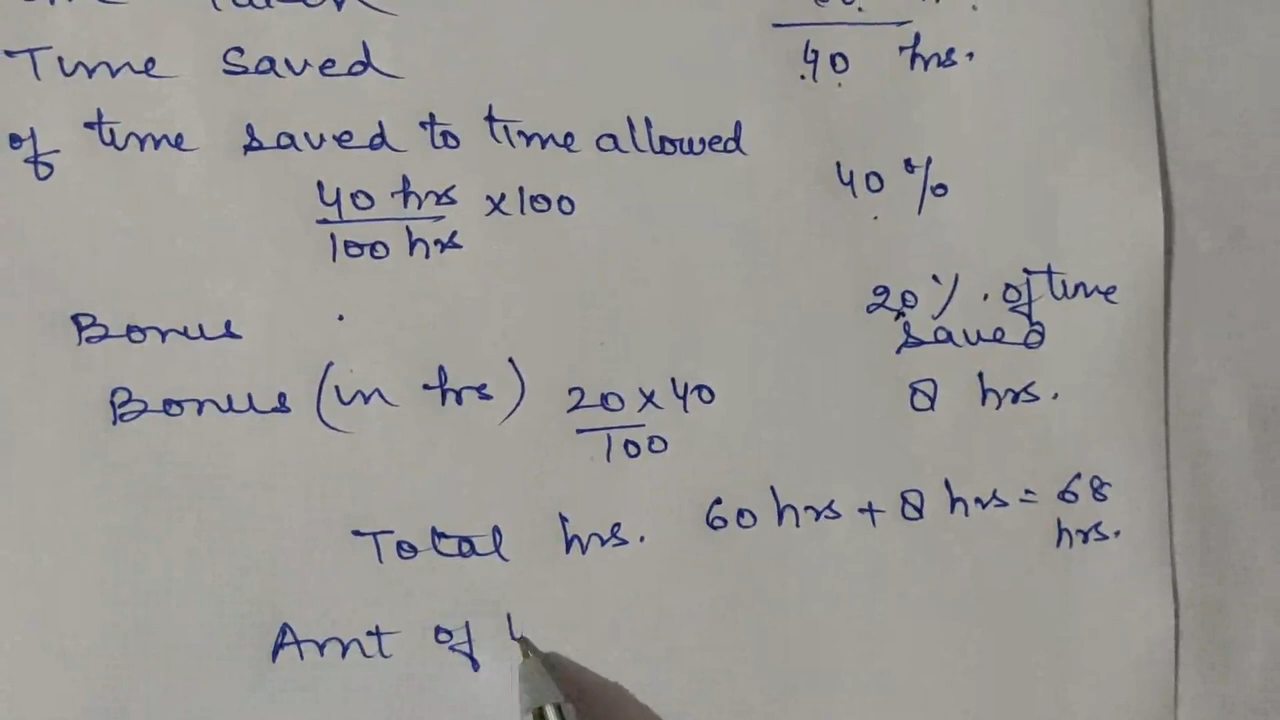 Time saved 40 hrs.
of time saved to time allowed
40 hrs × 100 40 %
100 hrs
20% of time
Bonus saved
Bonus (in hrs) 20 × 40 8 hrs.
100
Total hrs. 60 hrs + 8 hrs = 68
hrs.
Amt of